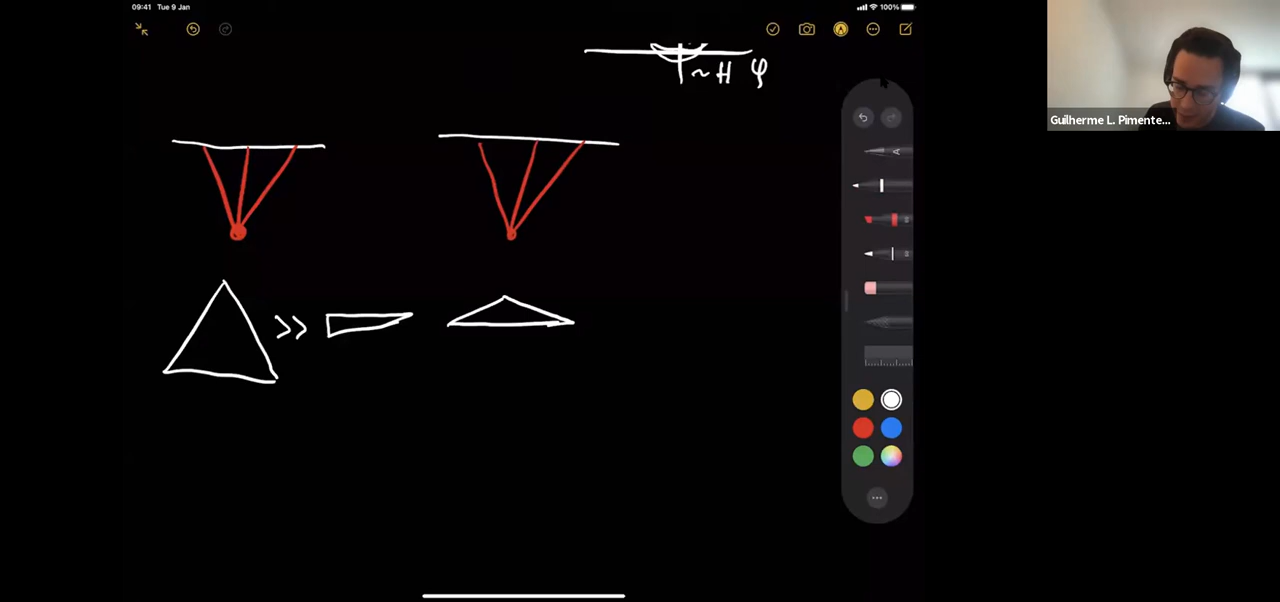 09:41 Tue 9 Jan
100%
~ H φ
Guilherme L. Pimente...
>>
A